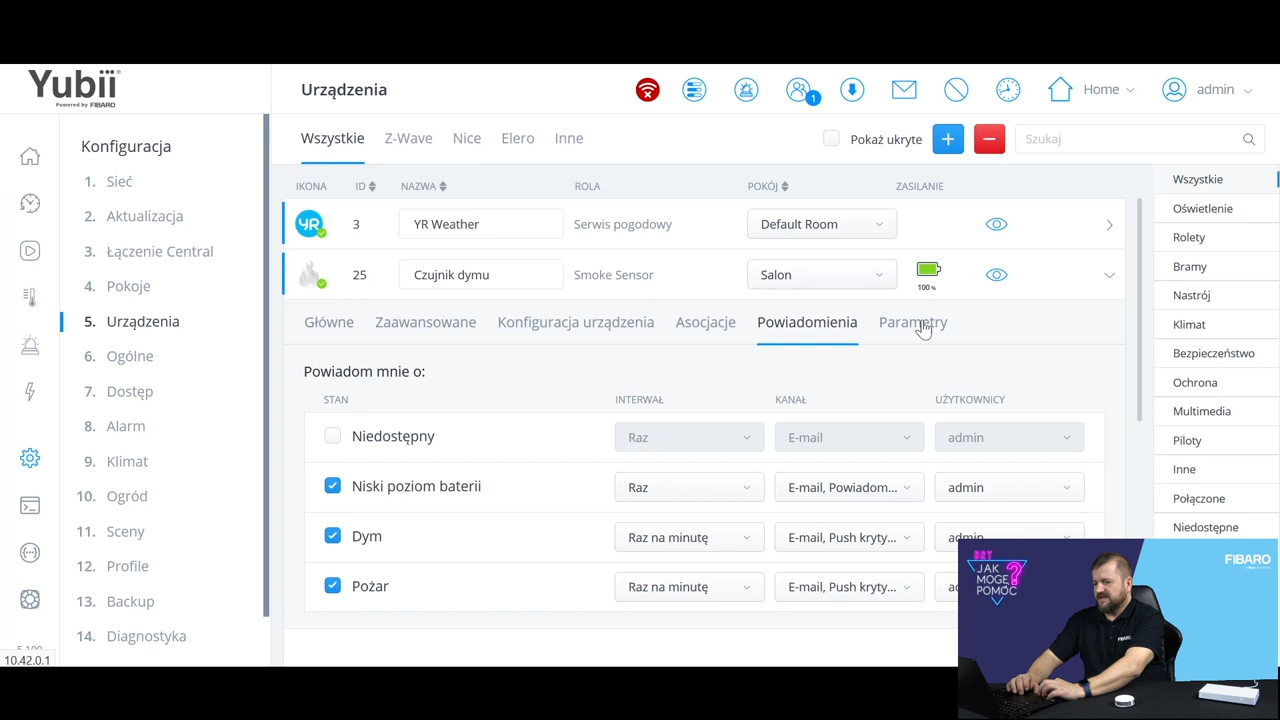 Yubii
Powered by FIBARO
Urządzenia
1
Home
admin
Konfiguracja
1. Sieć
2. Aktualizacja
3. Łączenie Central
4. Pokoje
5. Urządzenia
6. Ogólne
7. Dostęp
8. Alarm
9. Klimat
10. Ogród
11. Sceny
12. Profile
13. Backup
14. Diagnostyka
10.42.0.1
Wszystkie Z-Wave Nice Elero Inne
Pokaż ukryte
Szukaj
IKONA ID NAZWA ROLA POKÓJ ZASILANIE
YR 3 YR Weather Serwis pogodowy Default Room
25 Czujnik dymu Smoke Sensor Salon 100 %
Główne Zaawansowane Konfiguracja urządzenia Asocjacje Powiadomienia Parametry
Powiadom mnie o:
STAN INTERWAŁ KANAŁ UŻYTKOWNICY
Niedostępny Raz E-mail admin
Niski poziom baterii Raz E-mail, Powiadom... admin
Dym Raz na minutę E-mail, Push kryty... admin
Pożar Raz na minutę E-mail, Push kryty...
Wszystkie
Oświetlenie
Rolety
Bramy
Nastrój
Klimat
Bezpieczeństwo
Ochrona
Multimedia
Piloty
Inne
Połączone
Niedostępne
JAK
MOGĘ
POMÓC
?
FIBARO
FIBARO